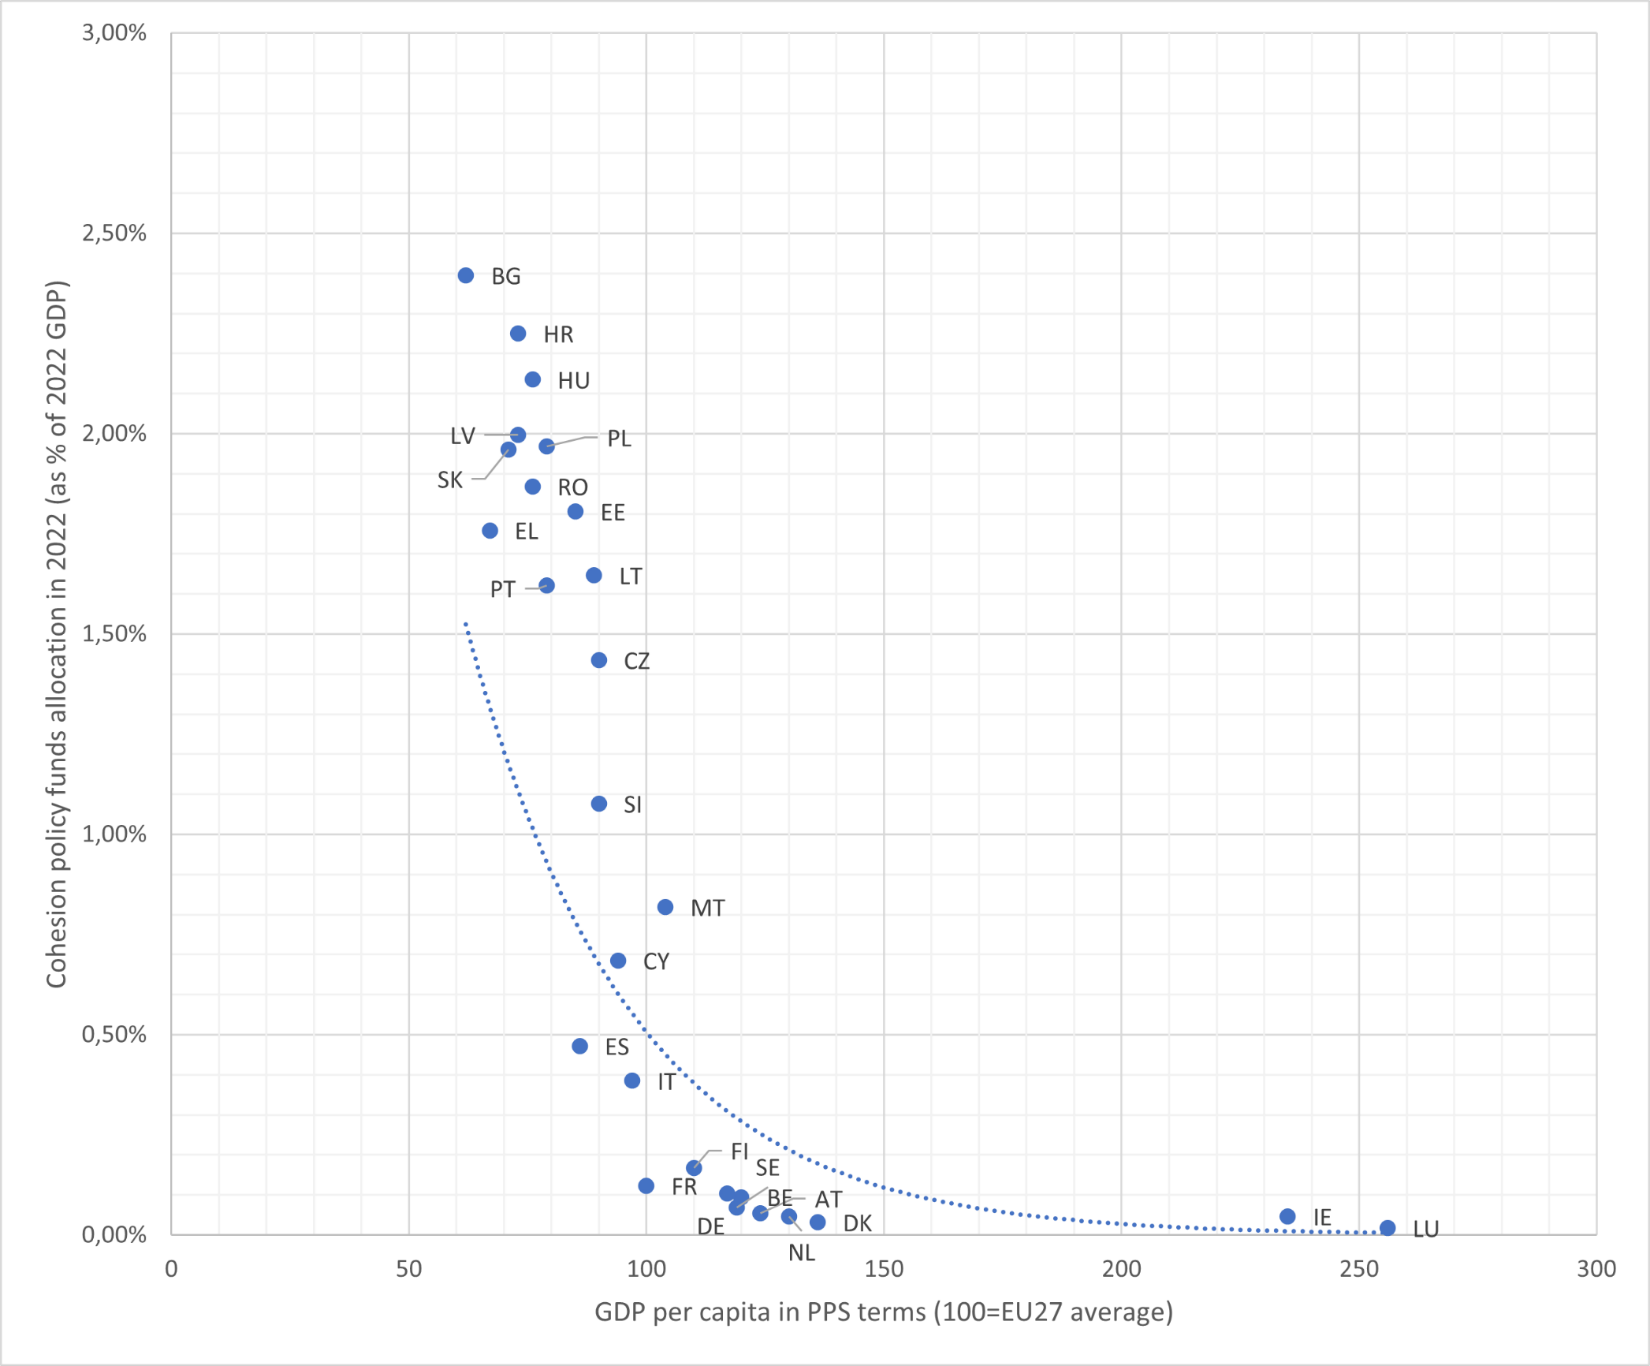 3,00%
2,50%
2,00%
1,50%
1,00%
0,50%
0,00%
Cohesion policy funds allocation in 2022 (as % of 2022 GDP)
BG
HR
HU
LV
PL
SK
RO
EE
EL
LT
PT
CZ
SI
MT
CY
ES
IT
FI
SE
FR
BE
AT
DE
DK
NL
IE
LU
0
50
100
150
200
250
300
GDP per capita in PPS terms (100=EU27 average)